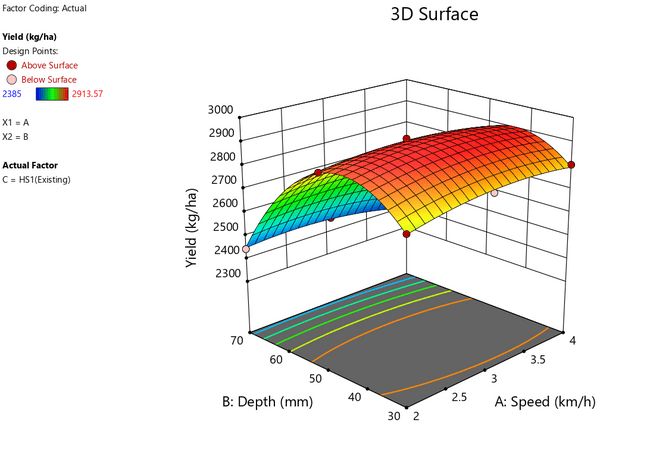 Factor Coding: Actual
3D Surface
Yield (kg/ha)
Design Points:
Above Surface
Below Surface
2385 2913.57
X1 = A
X2 = B
Actual Factor
C = HS1(Existing)
Yield (kg/ha)
3000
2900
2800
2700
2600
2500
2400
2300
70
60
50
40
30
B: Depth (mm)
2
2.5
3
3.5
4
A: Speed (km/h)